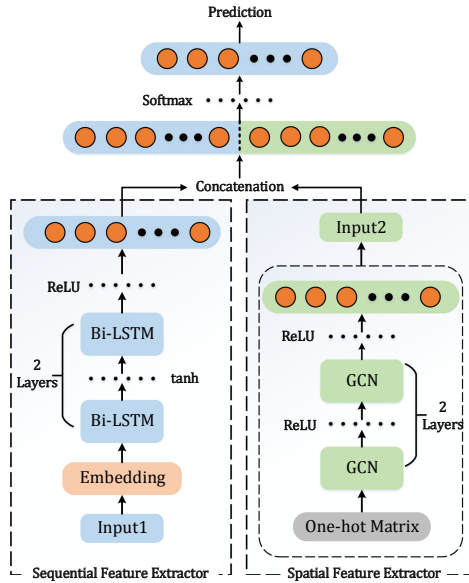 Prediction
Softmax
Concatenation
ReLU
Bi-LSTM
2
Layers
tanh
Bi-LSTM
Embedding
Input1
Sequential Feature Extractor
Input2
ReLU
GCN
2
Layers
ReLU
GCN
One-hot Matrix
Spatial Feature Extractor